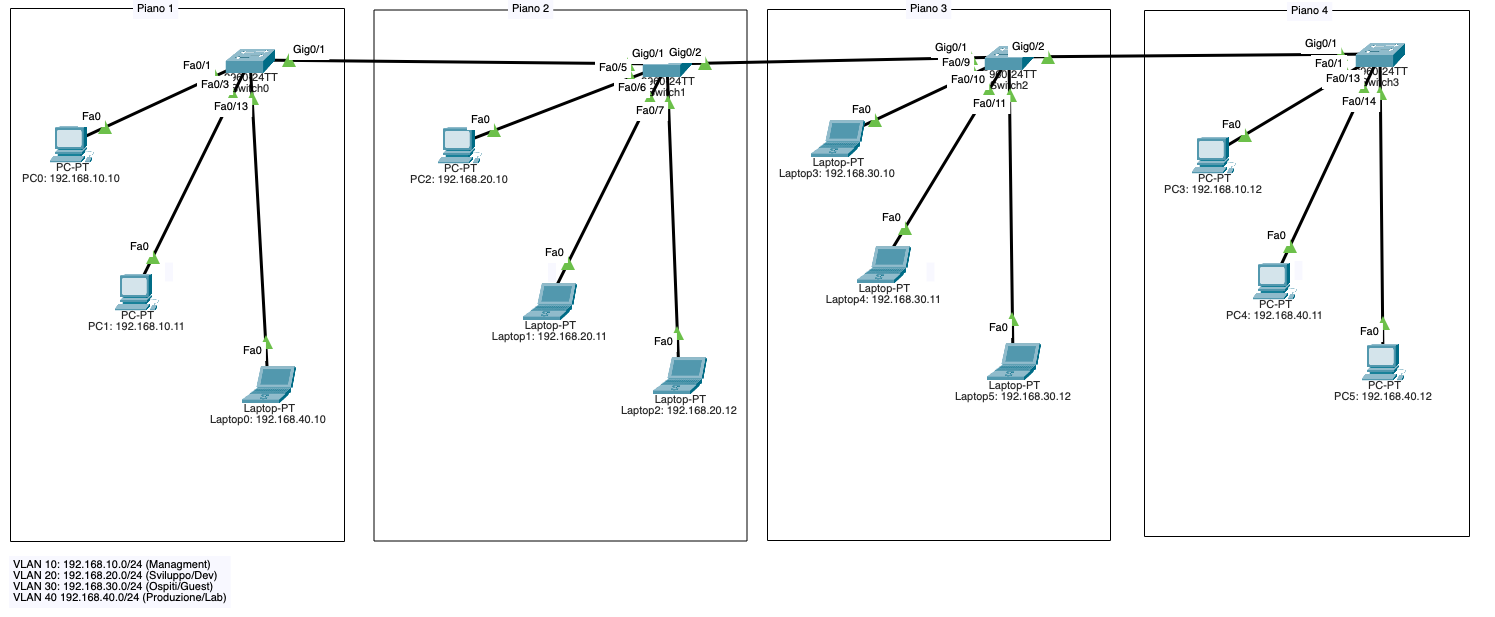 Piano 1
Gig0/1
Fa0/1
Fa0/3
Fa0/13
Fa0
PC-PT
PC0: 192.168.10.10
Fa0
PC-PT
PC1: 192.168.10.11
Fa0
Laptop-PT
Laptop0: 192.168.40.10
Piano 2
Gig0/1 Gig0/2
Fa0/5
Fa0/6
Fa0/7
Fa0
PC-PT
PC2: 192.168.20.10
Fa0
Laptop-PT
Laptop1: 192.168.20.11
Fa0
Laptop-PT
Laptop2: 192.168.20.12
Piano 3
Gig0/1 Gig0/2
Fa0/9
Fa0/10
Fa0/11
Fa0
Laptop-PT
Laptop3: 192.168.30.10
Fa0
Laptop-PT
Laptop4: 192.168.30.11
Fa0
Laptop-PT
Laptop5: 192.168.30.12
Piano 4
Gig0/1
Fa0/1
Fa0/13
Fa0/14
Fa0
PC-PT
PC3: 192.168.10.12
Fa0
PC-PT
PC4: 192.168.40.11
Fa0
PC-PT
PC5: 192.168.40.12
VLAN 10: 192.168.10.0/24 (Managment)
VLAN 20: 192.168.20.0/24 (Sviluppo/Dev)
VLAN 30: 192.168.30.0/24 (Ospiti/Guest)
VLAN 40 192.168.40.0/24 (Produzione/Lab)